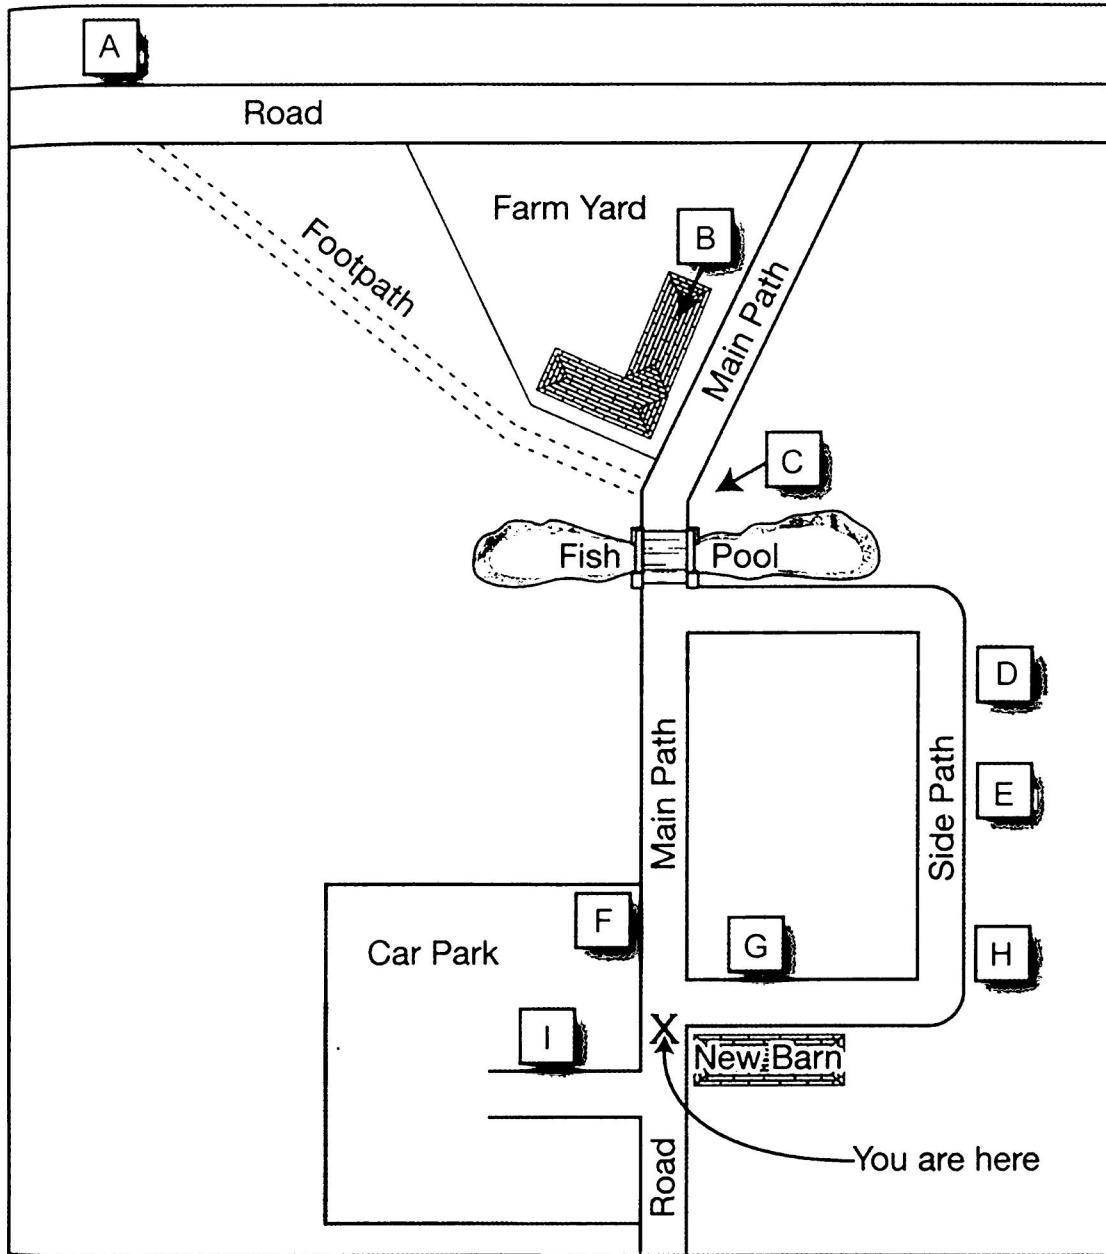 A
Road
Farm Yard
B
Footpath
Main Path
C
Fish
Pool
D
Main Path
Side Path
E
F
Car Park
G
H
I
X
New Barn
You are here
Road